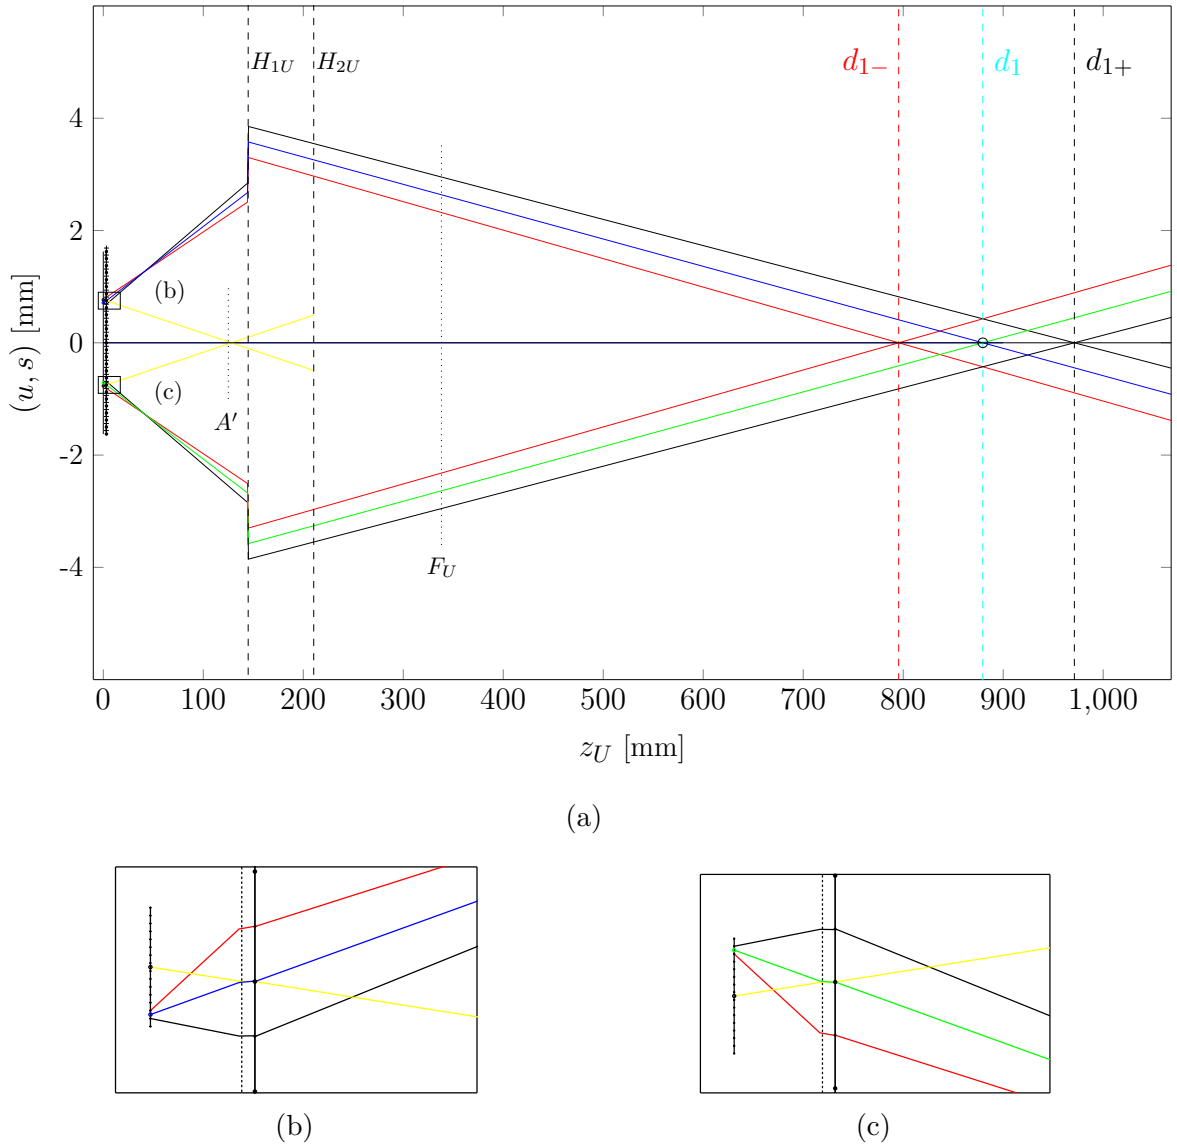 H1U H2U d1− d1 d1+
4
2
(b)
0
(c)
-2
A′
-4
FU
(u, s) [mm]
0 100 200 300 400 500 600 700 800 900 1,000
zU [mm]
(a)
(b) (c)